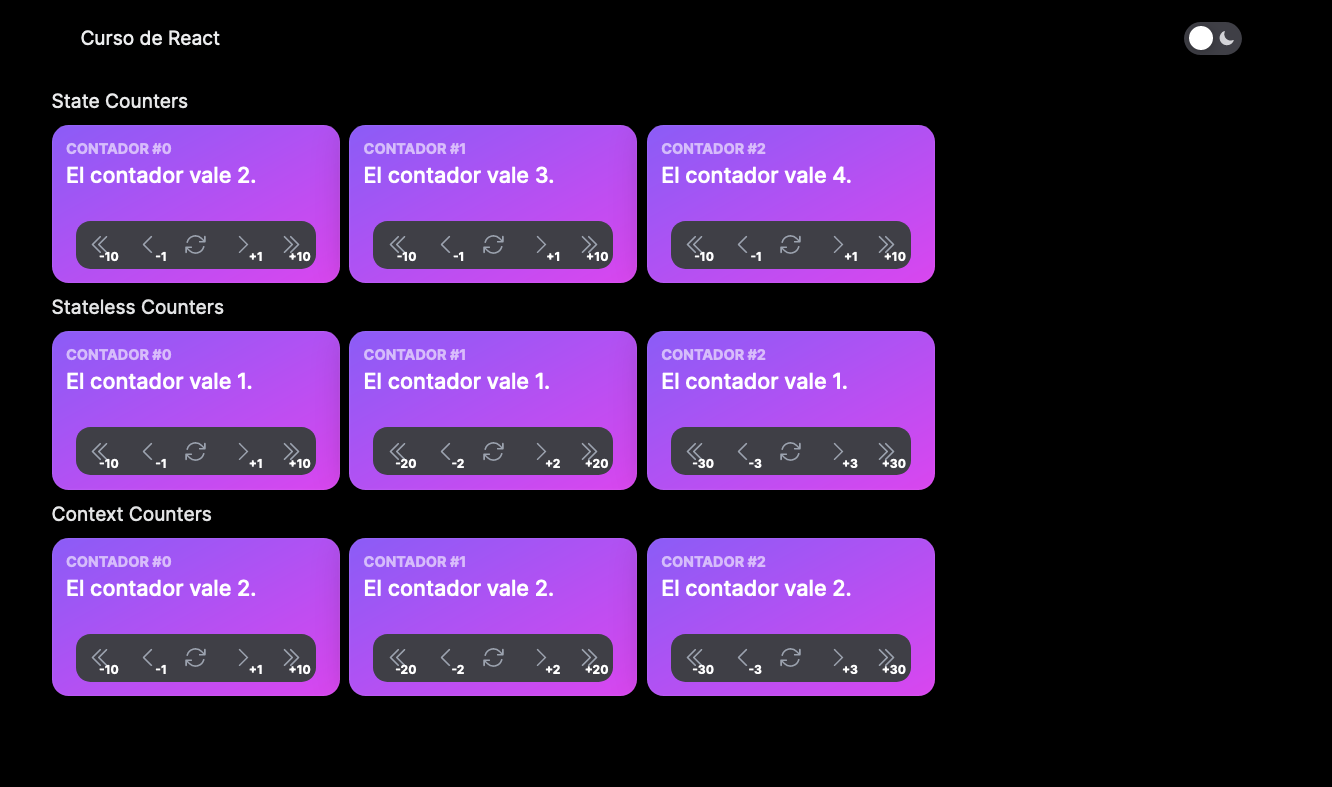 Curso de React
State Counters
CONTADOR #0
El contador vale 2.
-10 -1 +1 +10
CONTADOR #1
El contador vale 3.
-10 -1 +1 +10
CONTADOR #2
El contador vale 4.
-10 -1 +1 +10
Stateless Counters
CONTADOR #0
El contador vale 1.
-10 -1 +1 +10
CONTADOR #1
El contador vale 1.
-20 -2 +2 +20
CONTADOR #2
El contador vale 1.
-30 -3 +3 +30
Context Counters
CONTADOR #0
El contador vale 2.
-10 -1 +1 +10
CONTADOR #1
El contador vale 2.
-20 -2 +2 +20
CONTADOR #2
El contador vale 2.
-30 -3 +3 +30